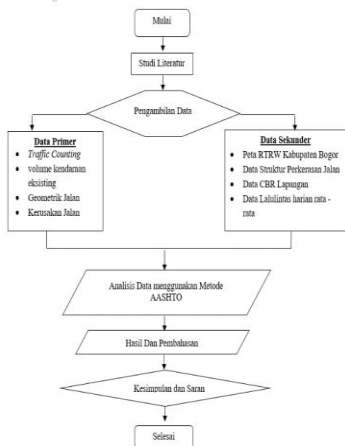 Mulai
Studi Literatur
Pengambilan Data
Data Primer
• Traffic Counting
• volume kendaraan
eksisting
• Geometrik Jalan
• Kerusakan Jalan
Data Sekunder
• Peta RTRW Kabupaten Bogor
• Data Struktur Perkerasan Jalan
• Data CBR Lapangan
• Data Lalulintas harian rata -
rata
Analisis Data menggunakan Metode
AASHTO
Hasil Dan Pembahasan
Kesimpulan dan Saran
Selesai